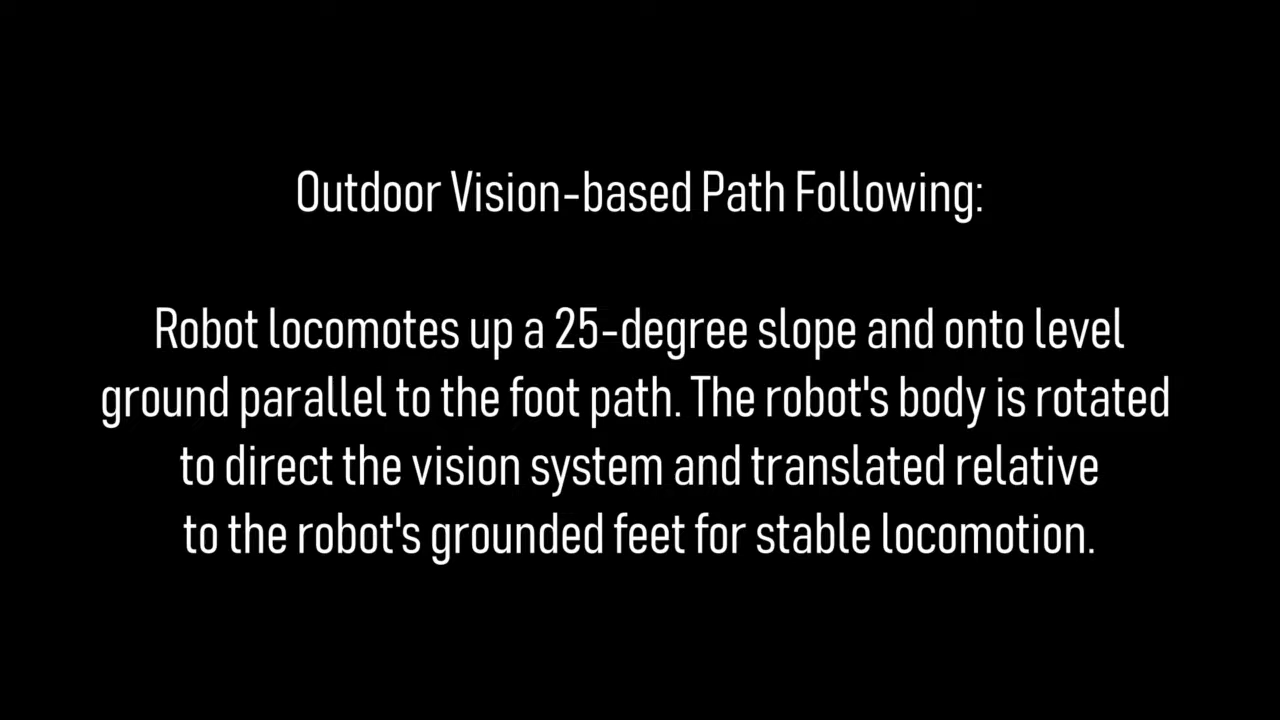 Outdoor Vision-based Path Following:
Robot locomotes up a 25-degree slope and onto level
ground parallel to the foot path. The robot's body is rotated
to direct the vision system and translated relative
to the robot's grounded feet for stable locomotion.